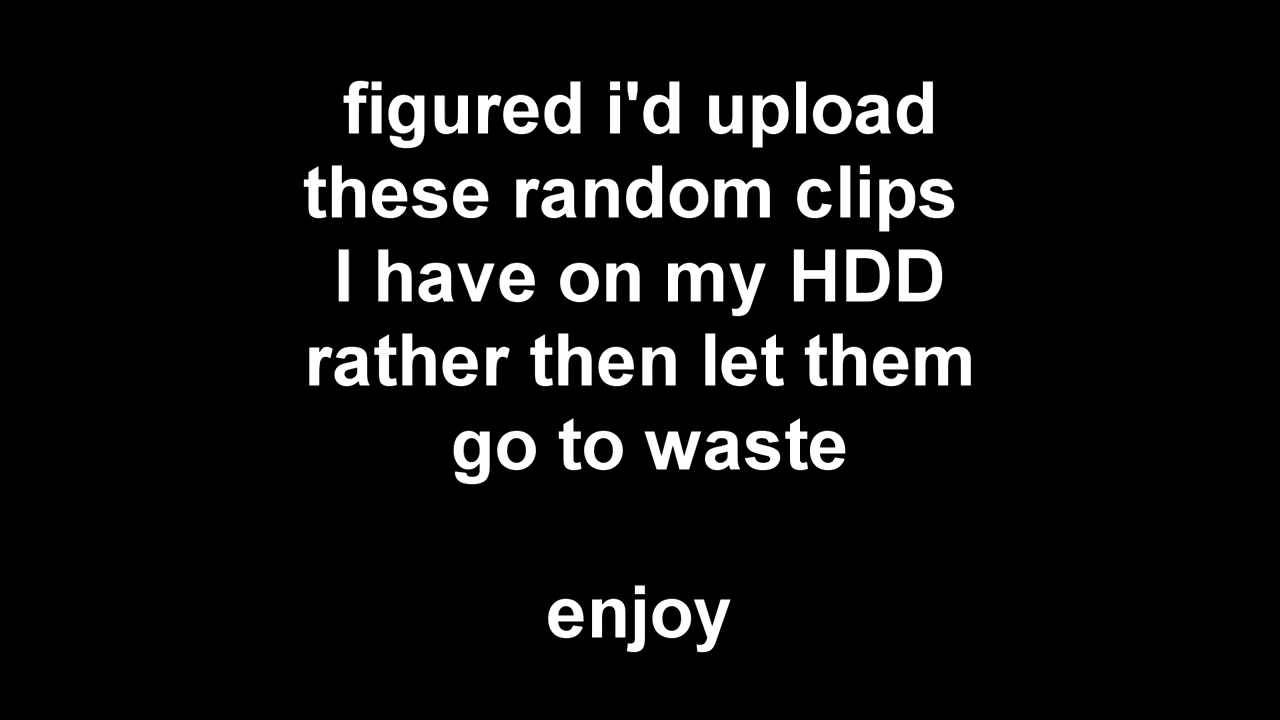 figured i'd upload
these random clips
I have on my HDD
rather then let them
go to waste
enjoy